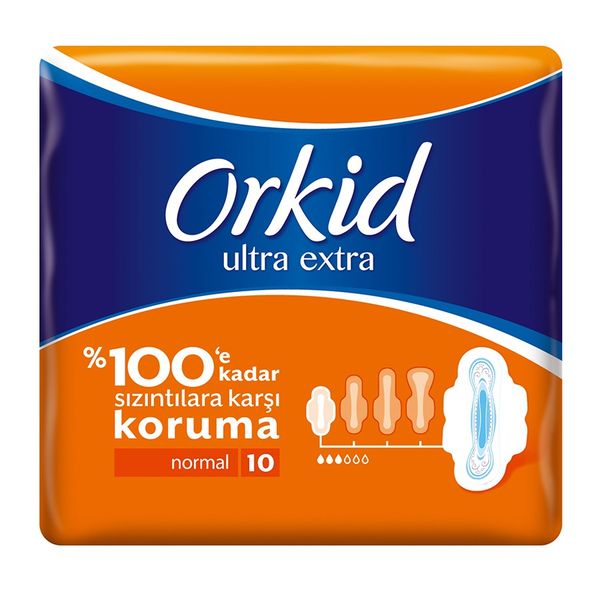 Orkid
ultra extra
%100'e kadar
sızıntılara karşı
koruma
normal 10